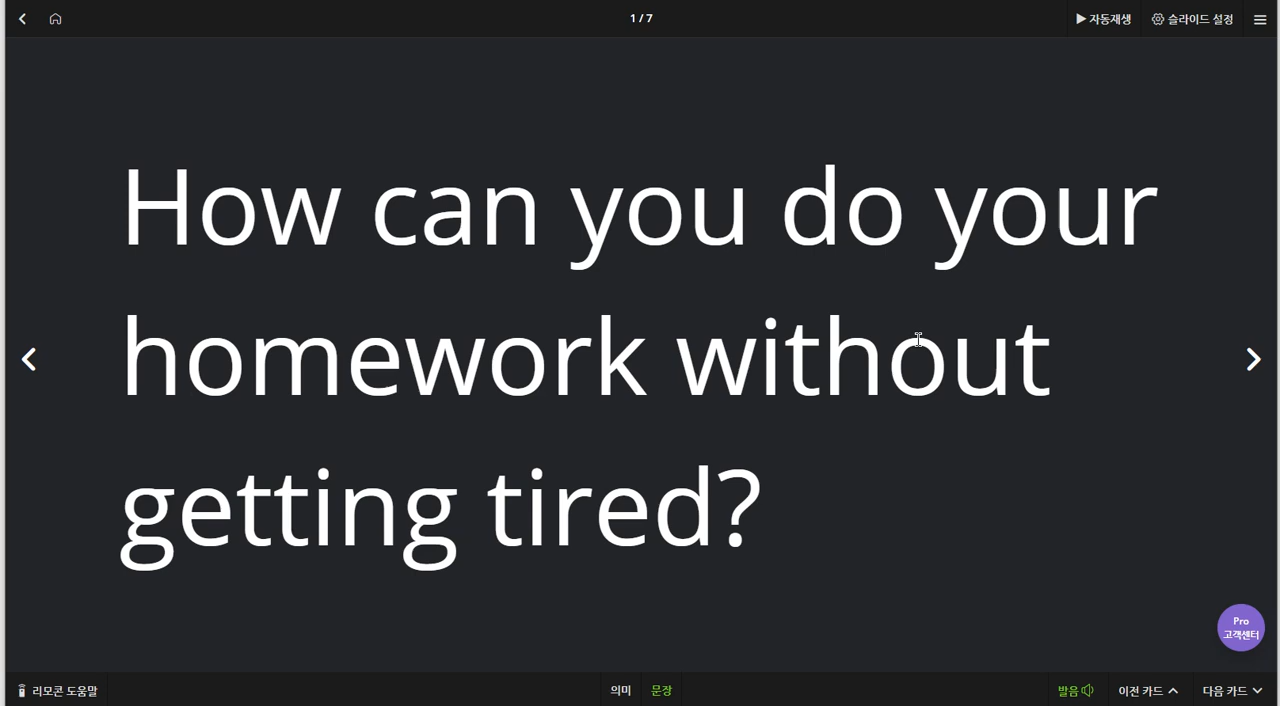 1 / 7
자동재생
슬라이드 설정
How can you do your
homework without
getting tired?
Pro
고객센터
리모콘 도움말
의미
문장
발음
이전 카드
다음 카드